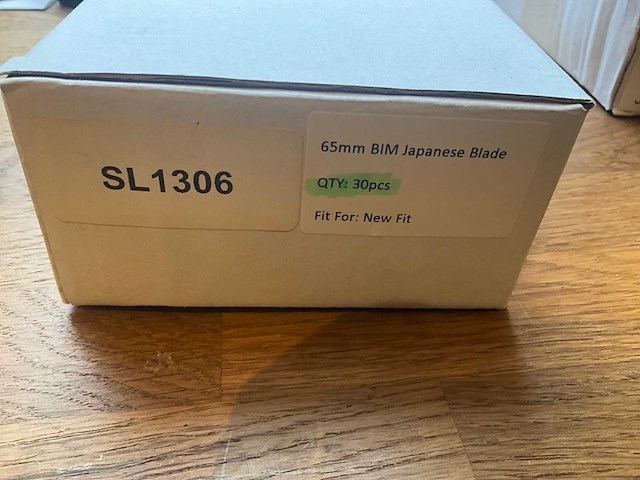 SL1306
65mm BIM Japanese Blade
QTY: 30pcs
Fit For: New Fit